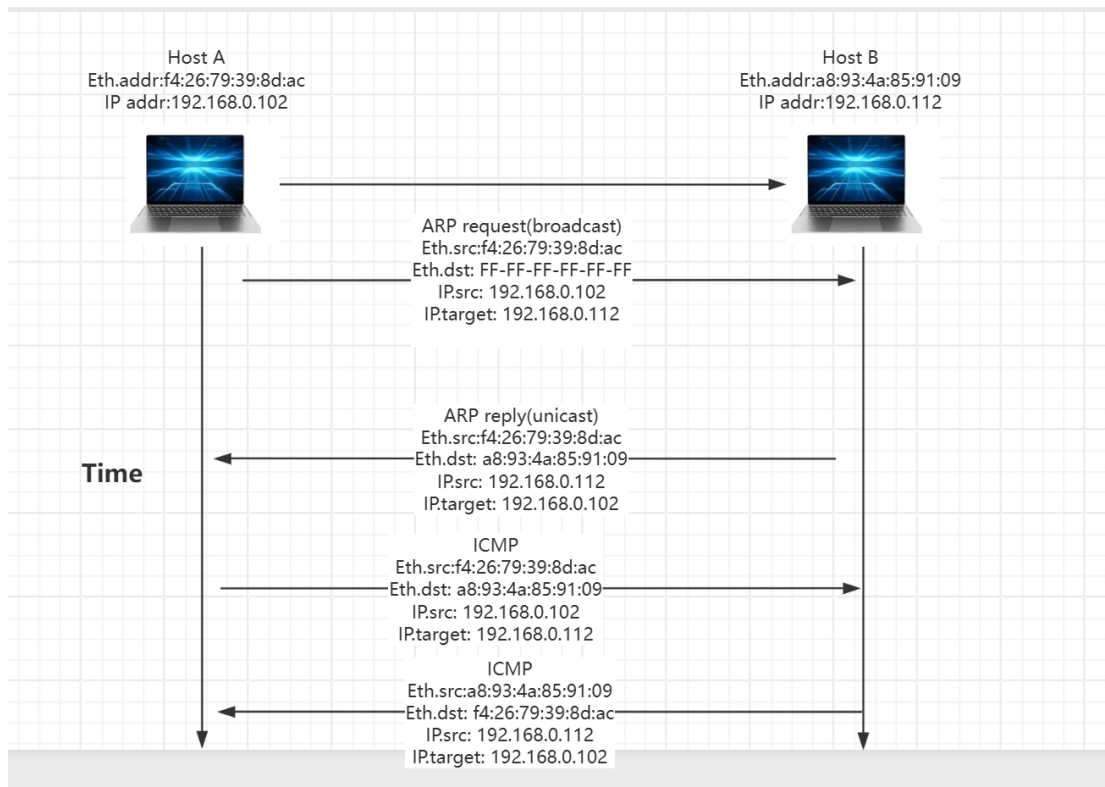 Host A
Eth.addr:f4:26:79:39:8d:ac
IP addr:192.168.0.102
Host B
Eth.addr:a8:93:4a:85:91:09
IP addr:192.168.0.112
ARP request(broadcast)
Eth.src:f4:26:79:39:8d:ac
Eth.dst: FF-FF-FF-FF-FF-FF
IP.src: 192.168.0.102
IP.target: 192.168.0.112
ARP reply(unicast)
Eth.src:f4:26:79:39:8d:ac
Eth.dst: a8:93:4a:85:91:09
IP.src: 192.168.0.112
IP.target: 192.168.0.102
Time
ICMP
Eth.src:f4:26:79:39:8d:ac
Eth.dst: a8:93:4a:85:91:09
IP.src: 192.168.0.102
IP.target: 192.168.0.112
ICMP
Eth.src:a8:93:4a:85:91:09
Eth.dst: f4:26:79:39:8d:ac
IP.src: 192.168.0.112
IP.target: 192.168.0.102